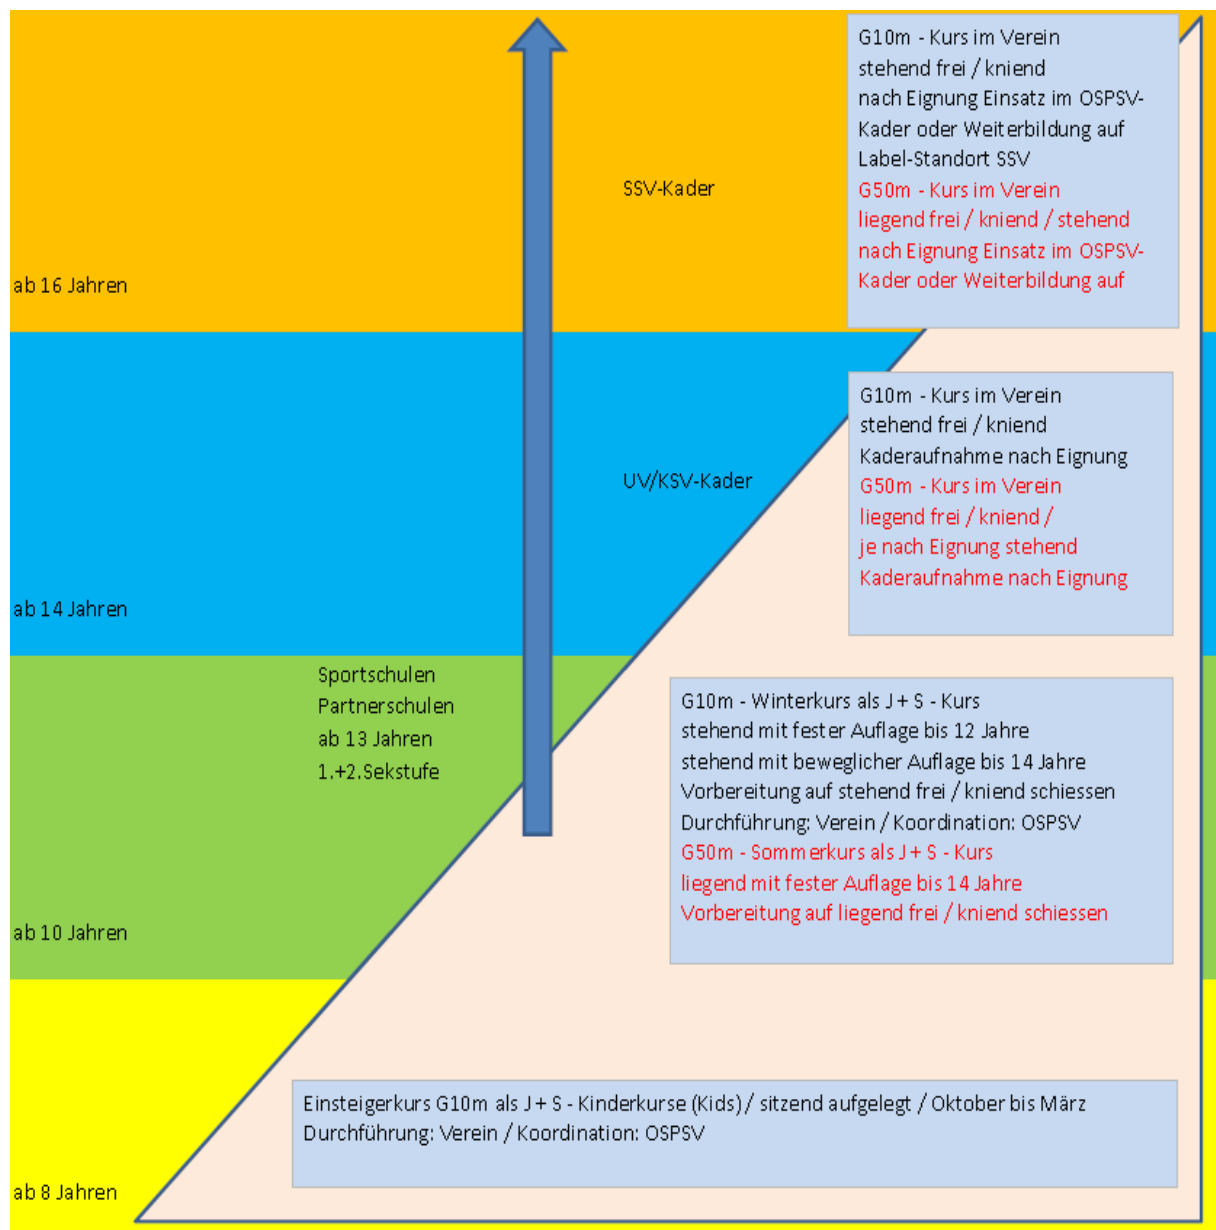 G10m - Kurs im Verein
stehend frei / kniend
nach Eignung Einsatz im OSPSV-
Kader oder Weiterbildung auf
Label-Standort SSV
G50m - Kurs im Verein
liegend frei / kniend / stehend
nach Eignung Einsatz im OSPSV-
Kader oder Weiterbildung auf
SSV-Kader
ab 16 Jahren
G10m - Kurs im Verein
stehend frei / kniend
Kaderaufnahme nach Eignung
G50m - Kurs im Verein
liegend frei / kniend /
je nach Eignung stehend
Kaderaufnahme nach Eignung
UV/KSV-Kader
ab 14 Jahren
Sportschulen
Partnerschulen
ab 13 Jahren
1.+2.Sekstufe
G10m - Winterkurs als J + S - Kurs
stehend mit fester Auflage bis 12 Jahre
stehend mit beweglicher Auflage bis 14 Jahre
Vorbereitung auf stehend frei / kniend schiessen
Durchführung: Verein / Koordination: OSPSV
G50m - Sommerkurs als J + S - Kurs
liegend mit fester Auflage bis 14 Jahre
Vorbereitung auf liegend frei / kniend schiessen
ab 10 Jahren
Einsteigerkurs G10m als J + S - Kinderkurse (Kids) / sitzend aufgelegt / Oktober bis März
Durchführung: Verein / Koordination: OSPSV
ab 8 Jahren